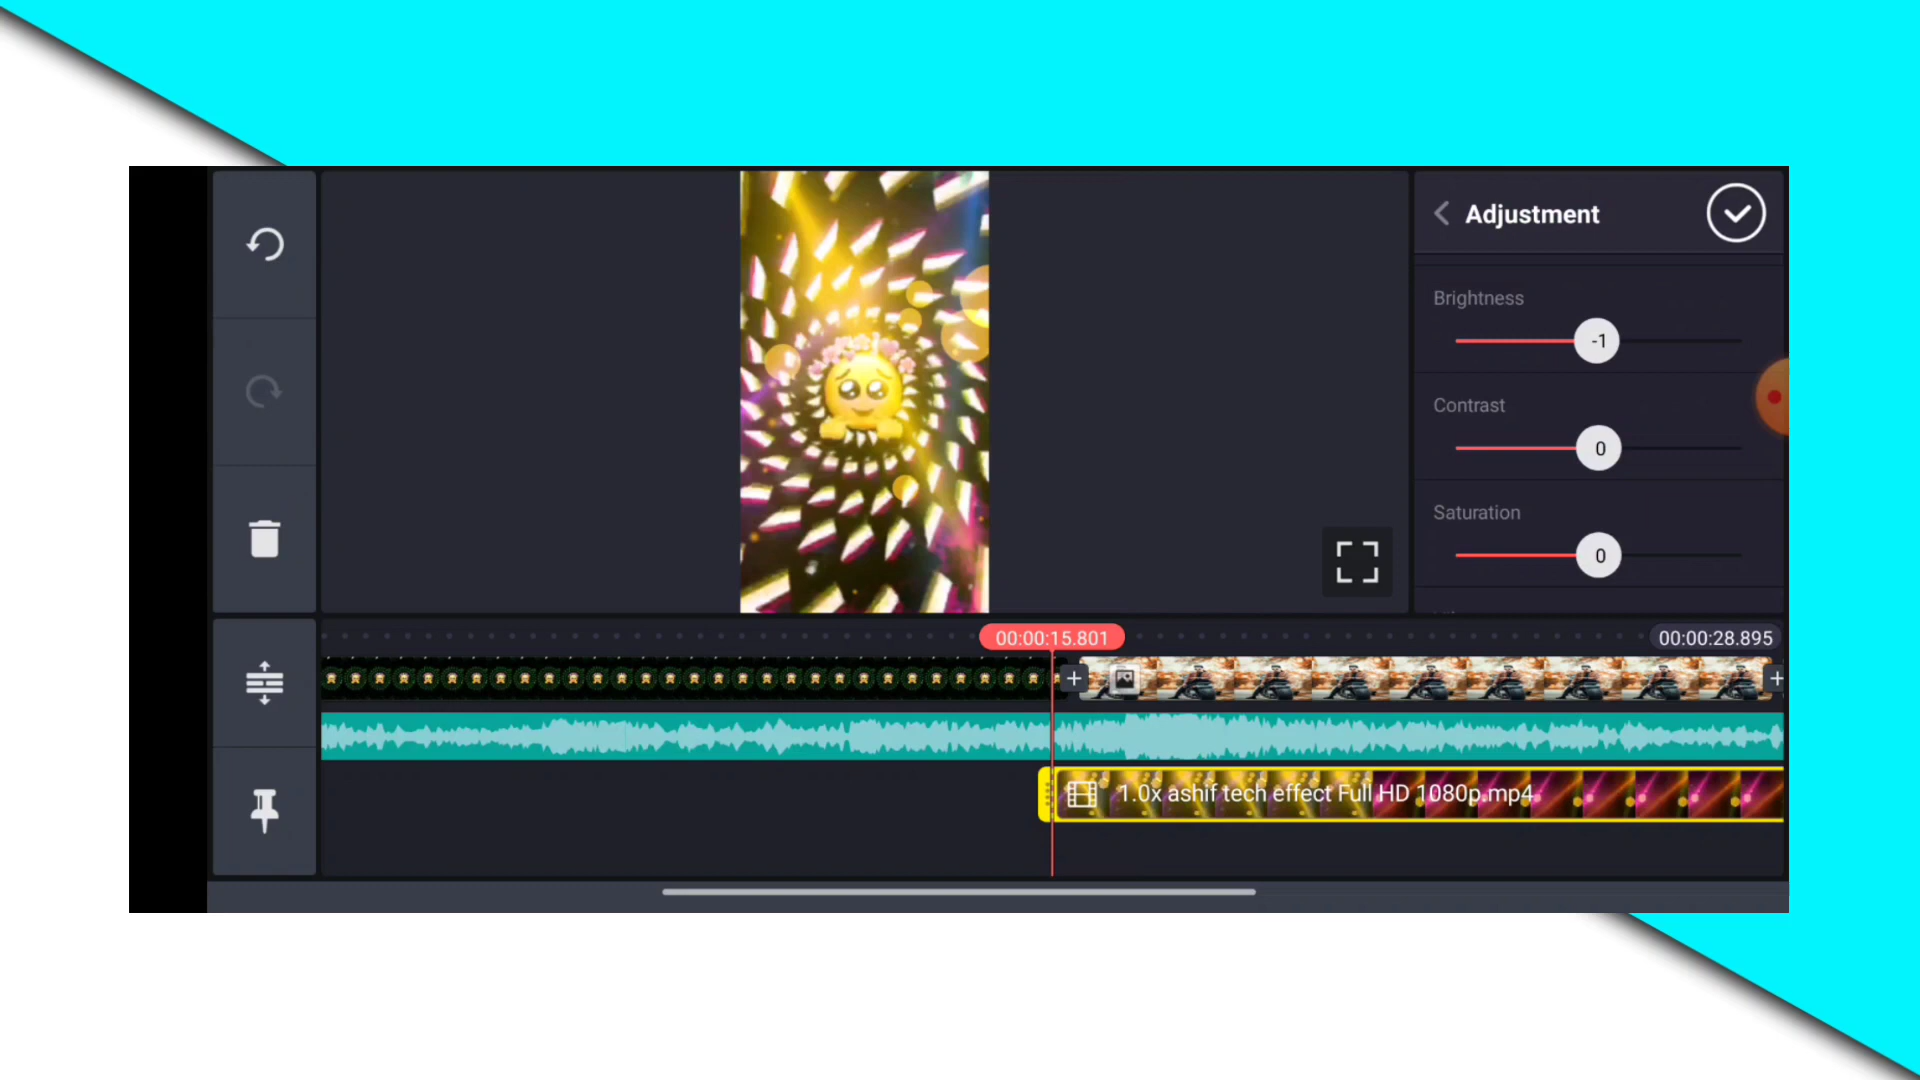 Adjustment
Brightness
-1
Contrast
0
Saturation
0
00:00:15.801
00:00:28.895
1.0x ashif tech effect Full HD 1080p.mp4